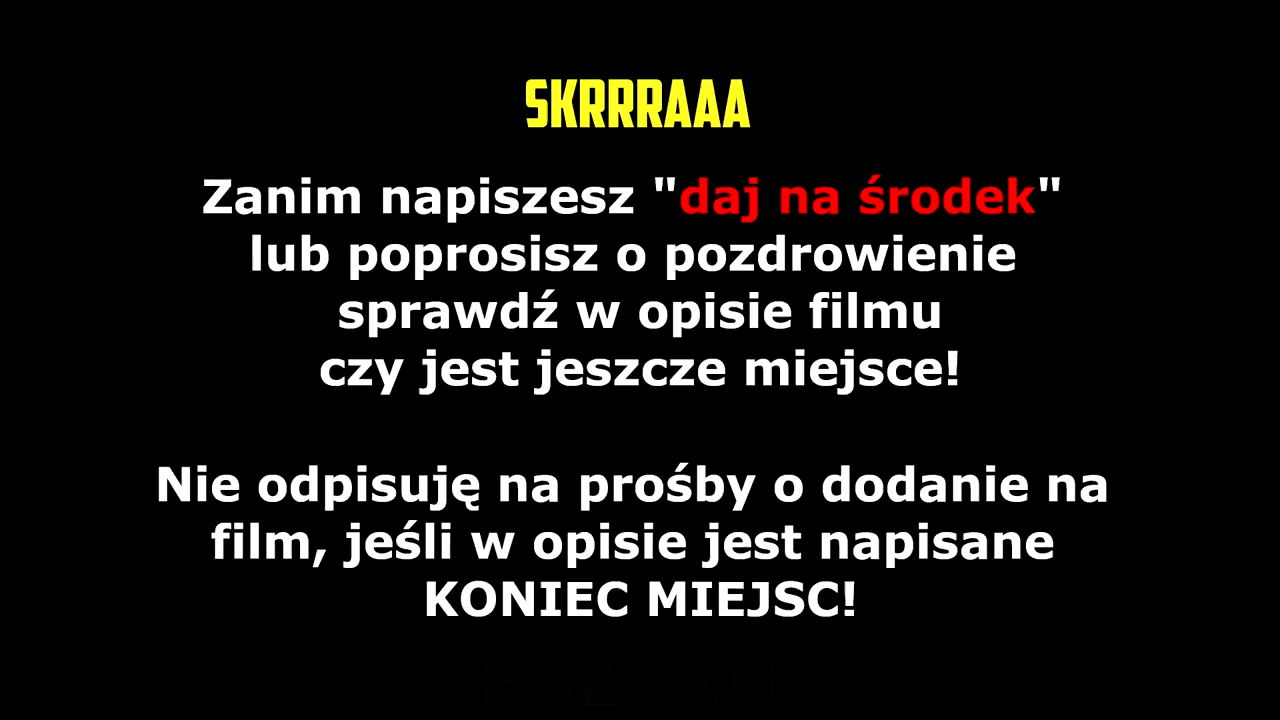 SKRRRAAA
Zanim napiszesz "daj na środek"
lub poprosisz o pozdrowienie
sprawdź w opisie filmu
czy jest jeszcze miejsce!
Nie odpisuję na prośby o dodanie na
film, jeśli w opisie jest napisane
KONIEC MIEJSC!